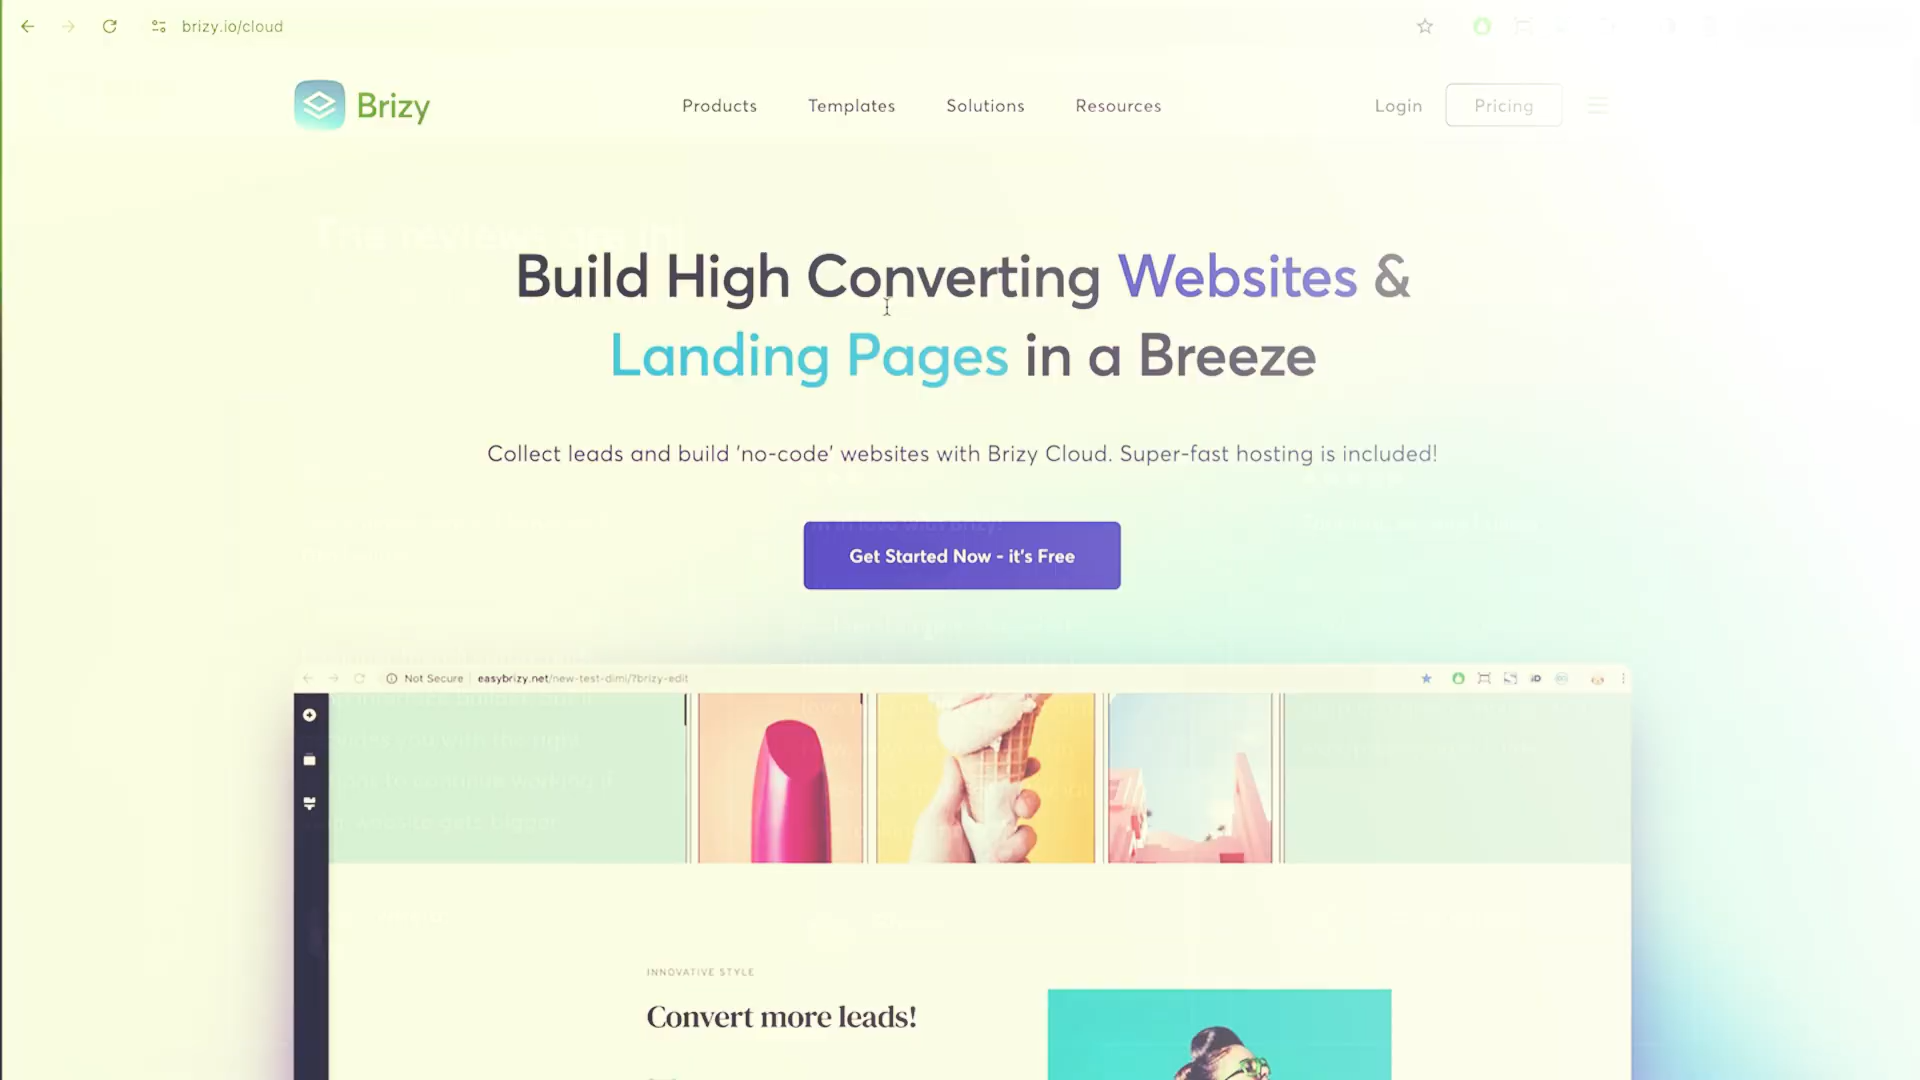 brizy.io/cloud
Brizy
Products
Templates
Solutions
Resources
Login
Pricing
Build High Converting Websites &
Landing Pages in a Breeze
Collect leads and build 'no-code' websites with Brizy Cloud. Super-fast hosting is included!
Get Started Now - it's Free
Not Secure
easybrizy.net/new-test-dimi/?brizy-edit
INNOVATIVE STYLE
Convert more leads!